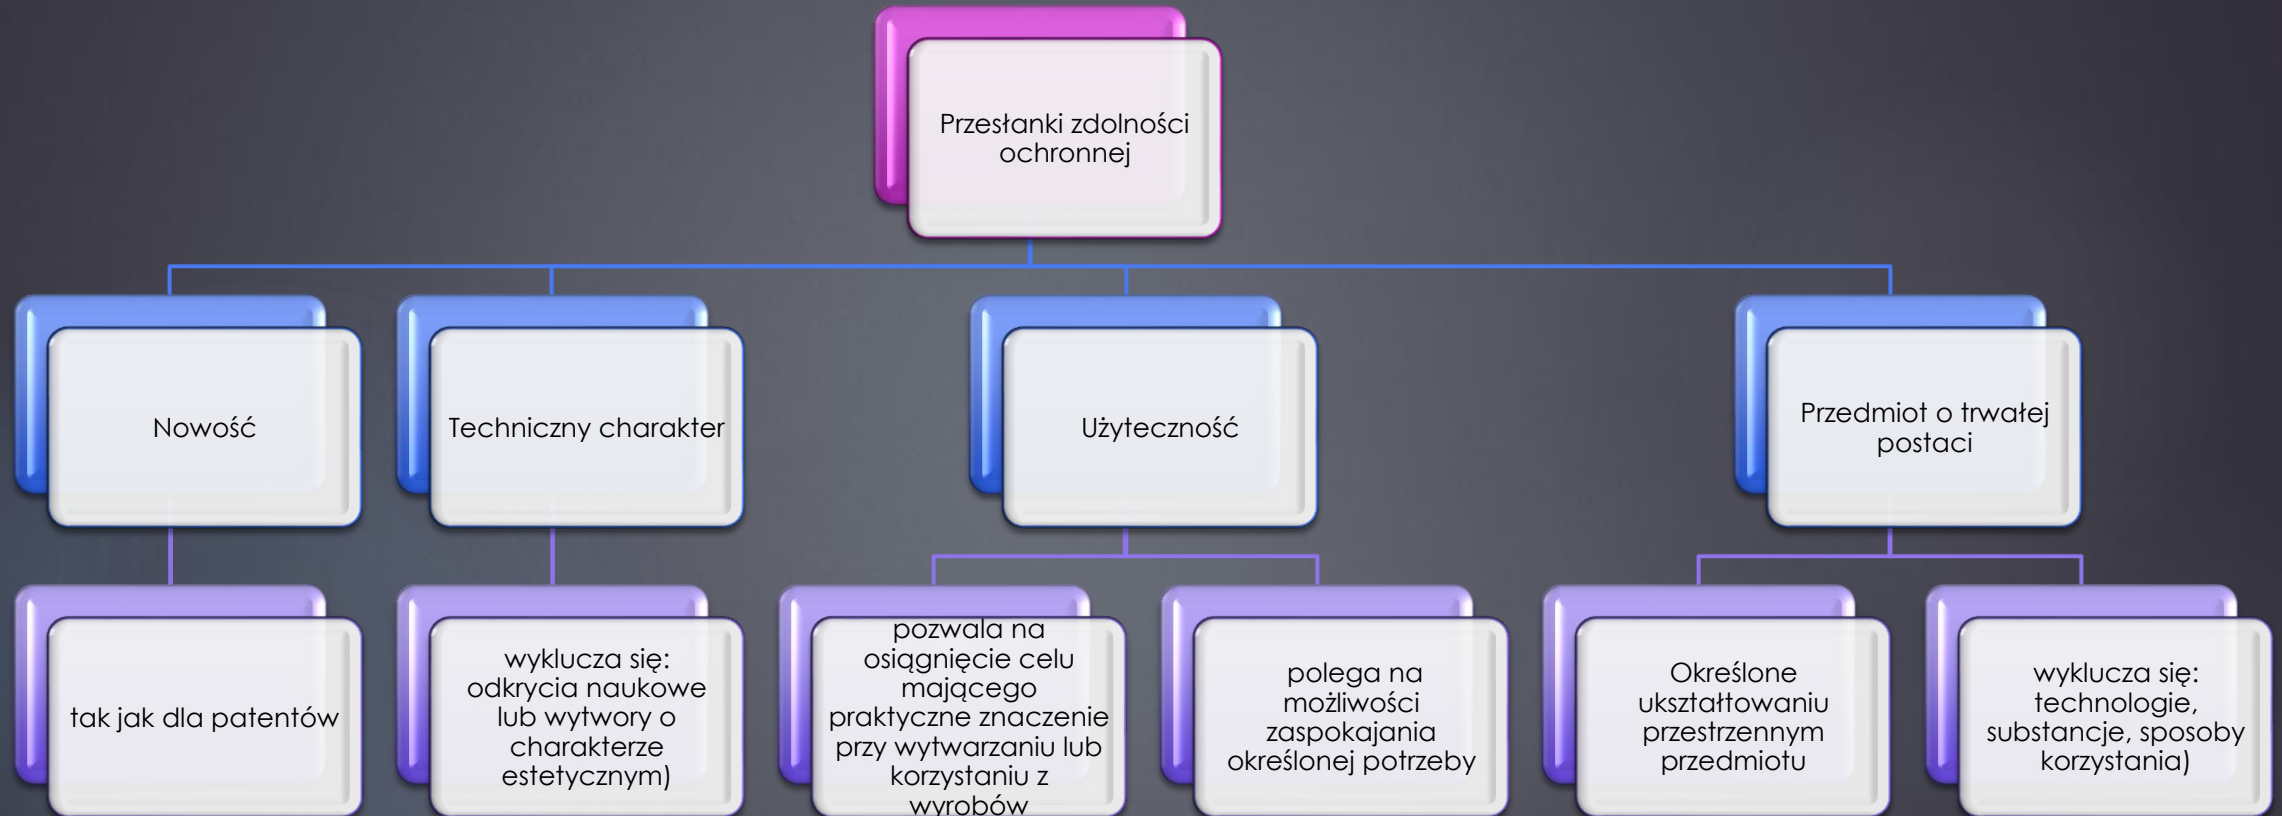 Przesłanki zdolności
ochronnej
Nowość
Techniczny charakter
Użyteczność
Przedmiot o trwałej
postaci
tak jak dla patentów
wyklucza się:
odkrycia naukowe
lub wytwory o
charakterze
estetycznym)
pozwala na
osiągnięcie celu
mającego
praktyczne znaczenie
przy wytwarzaniu lub
korzystaniu z
wyrobów
polega na
możliwości
zaspokajania
określonej potrzeby
Określone
ukształtowaniu
przestrzennym
przedmiotu
wyklucza się:
technologie,
substancje, sposoby
korzystania)